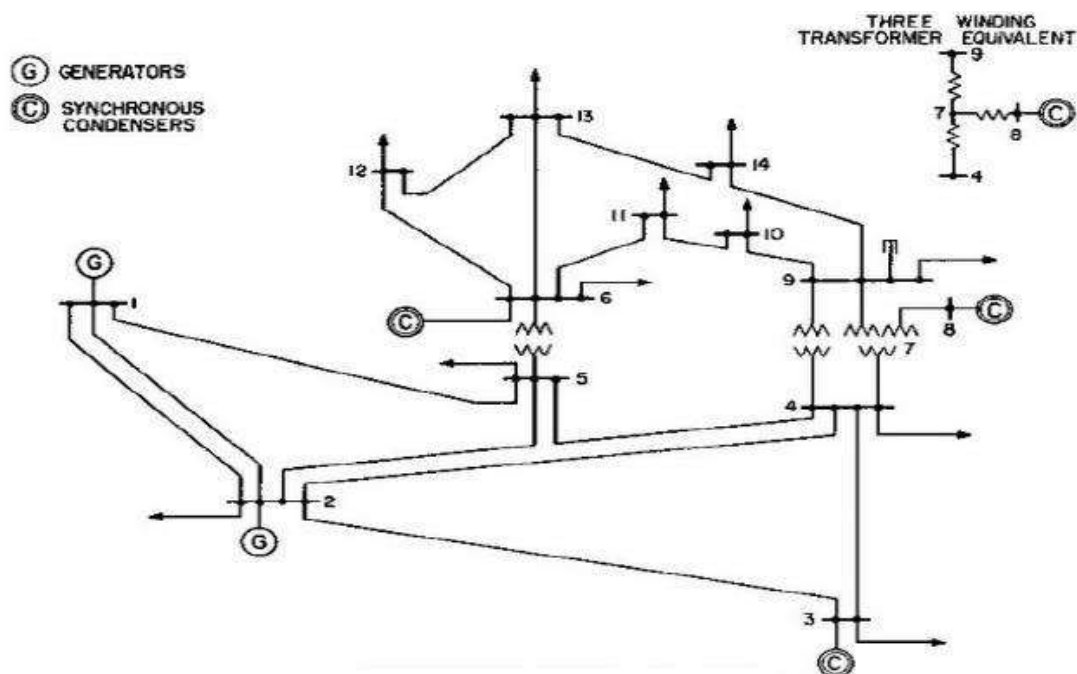 THREE WINDING
TRANSFORMER EQUIVALENT
9
7
8
C
4
G GENERATORS
C SYNCHRONOUS
CONDENSERS
13
12
14
11
10
G
1
6
9
C
8
C
7
5
4
2
G
3
C